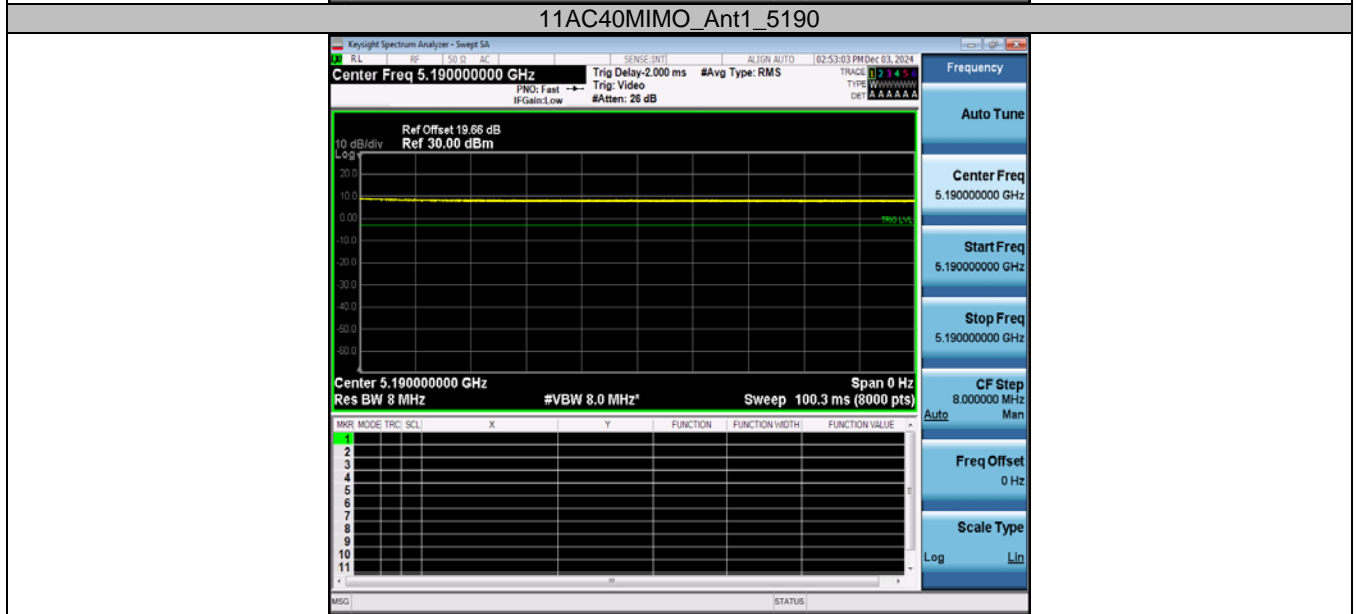 11AC40MIMO_Ant1_5190
Keysight Spectrum Analyzer - Swept SA
RL RF 50 Ω AC SENSE:INT ALIGN AUTO 02:53:03 PM Dec 03, 2024
Center Freq 5.190000000 GHz
PNO: Fast
IFGain:Low
Trig Delay-2.000 ms
Trig: Video
#Atten: 26 dB
#Avg Type: RMS
TRACE 1 2 3 4 5 6
TYPE WWWWWW
DET A A A A A A
Frequency
Ref Offset 19.66 dB
10 dB/div Ref 30.00 dBm
Log
20.0
10.0
0.00
TRIG LVL
-10.0
-20.0
-30.0
-40.0
-50.0
-60.0
Center 5.190000000 GHz Span 0 Hz
Res BW 8 MHz #VBW 8.0 MHz* Sweep 100.3 ms (8000 pts)
MKR MODE TRC SCL X Y FUNCTION FUNCTION WIDTH FUNCTION VALUE
1
2
3
4
5
6
7
8
9
10
11
MSG STATUS
Auto Tune
Center Freq
5.190000000 GHz
Start Freq
5.190000000 GHz
Stop Freq
5.190000000 GHz
CF Step
8.000000 MHz
Auto Man
Freq Offset
0 Hz
Scale Type
Log Lin